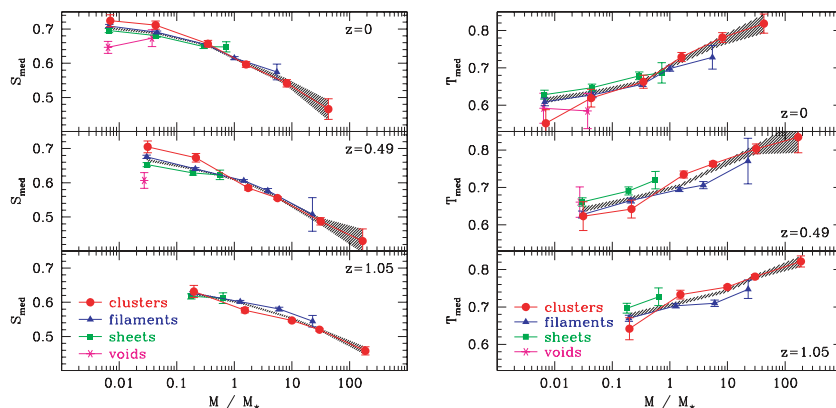 0.7
0.6
0.5
S_med
z=0
0.7
0.6
0.5
S_med
z=0.49
0.7
0.6
0.5
S_med
z=1.05
clusters
filaments
sheets
voids
0.01 0.1 1 10 100
M / M_*
0.8
0.7
0.6
T_med
z=0
0.8
0.7
0.6
T_med
z=0.49
0.8
0.7
0.6
T_med
clusters
filaments
sheets
voids
z=1.05
0.01 0.1 1 10 100
M / M_*